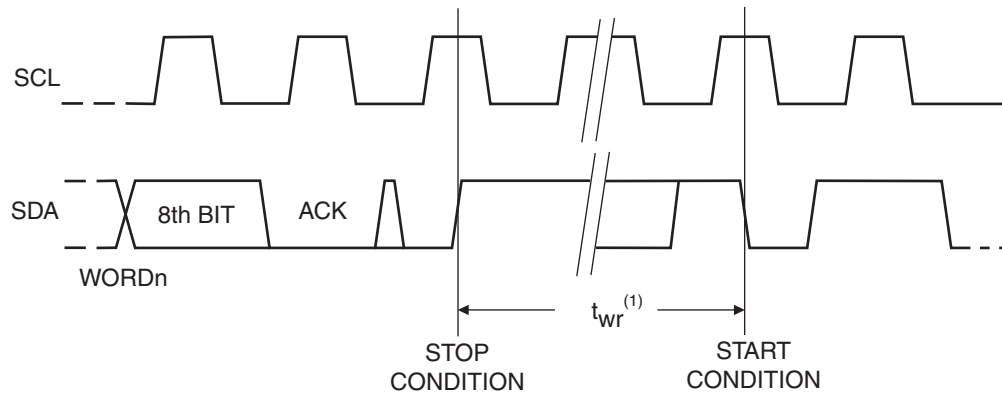 SCL
SDA
8th BIT
ACK
WORDn
twr(1)
STOP
CONDITION
START
CONDITION